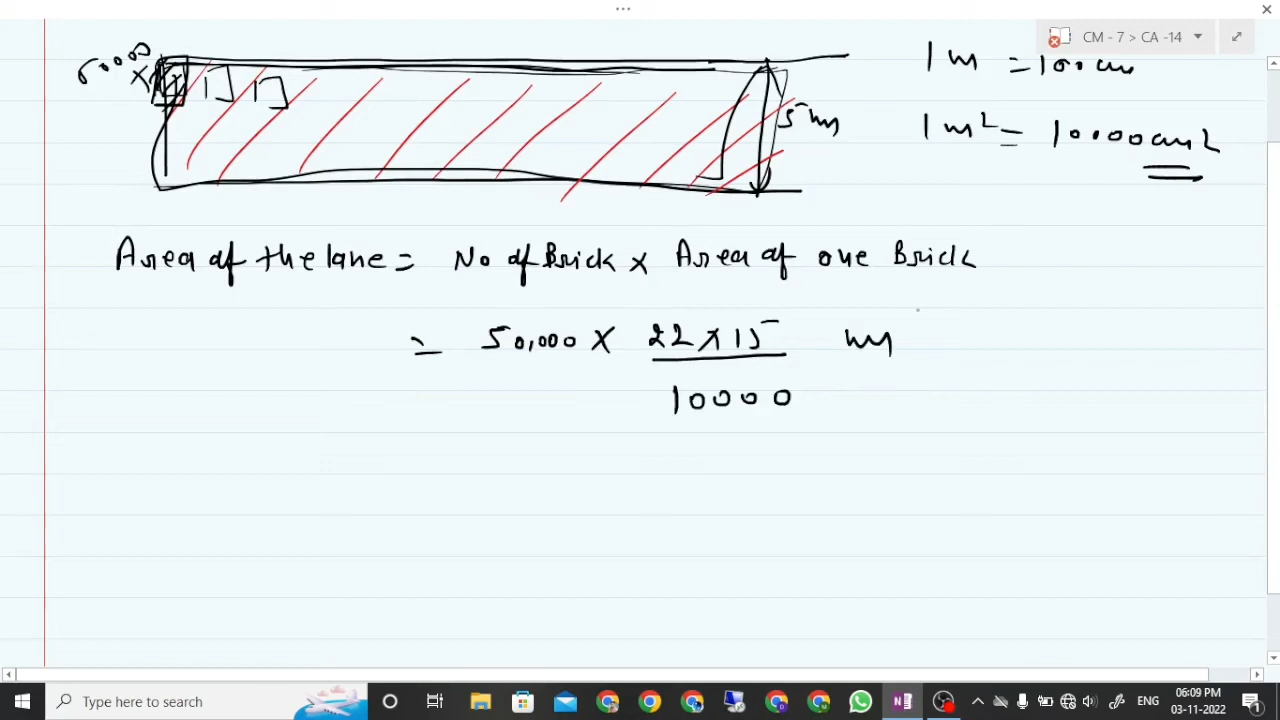 CM - 7 > CA -14
50000
X
1 m = 100 cm
5 m
1 m² = 10000 cm²
Area of the lane = No of Brick x Area of one Brick
= 50,000 X 22 x 15 m
10000
Type here to search
ENG
06:09 PM
03-11-2022